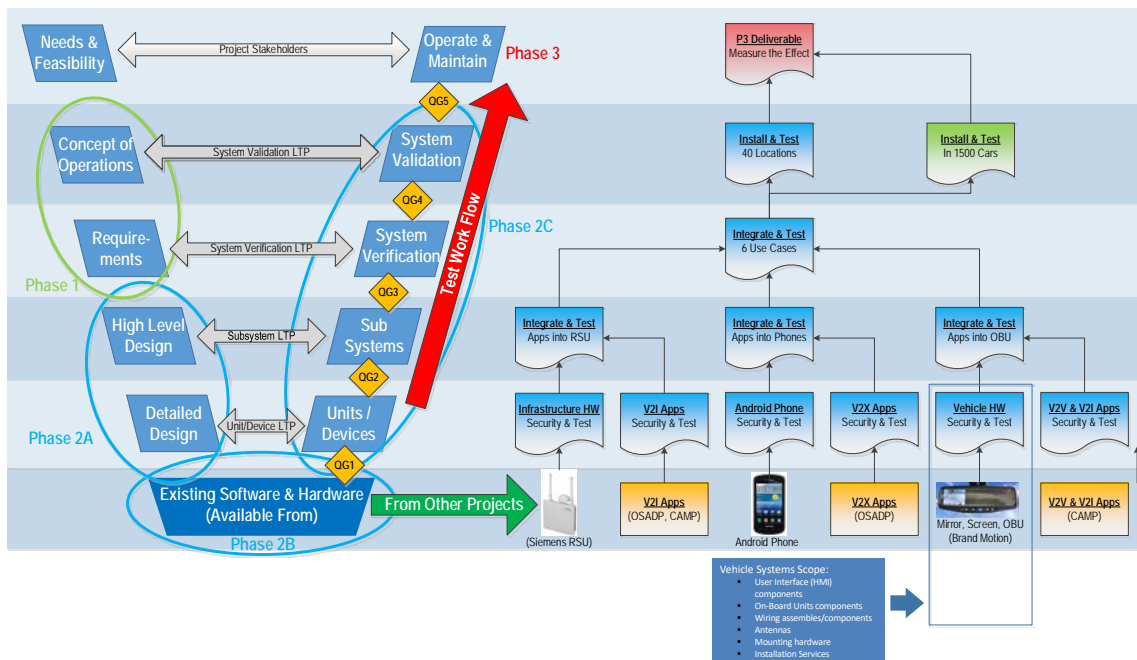 Needs &
Feasibility
Project Stakeholders
Operate &
Maintain
Phase 3
QG5
Concept of
Operations
System Validation LTP
System
Validation
QG4
Phase 2C
Require-
ments
System Verification LTP
System
Verification
Phase 1
QG3
High Level
Design
Subsystem LTP
Sub
Systems
QG2
Phase 2A
Detailed
Design
Unit/Device LTP
Units /
Devices
QG1
Test Work Flow
Existing Software & Hardware
(Available From)
Phase 2B
From Other
Projects
P3 Deliverable
Measure the Effect
Install & Test
40 Locations
Install & Test
In 1500 Cars
Integrate & Test
6 Use Cases
Integrate & Test
Apps into RSU
Integrate & Test
Apps into Phones
Integrate & Test
Apps into OBU
Infrastructure HW
Security & Test
V2I Apps
Security & Test
Android Phone
Security & Test
V2X Apps
Security & Test
Vehicle HW
Security & Test
V2V & V2I Apps
Security & Test
(Siemens RSU)
V2I Apps
(OSADP, CAMP)
Android Phone
V2X Apps
(OSADP)
Mirror, Screen, OBU
(Brand Motion)
V2V & V2I Apps
(CAMP)
Vehicle Systems Scope:
• User Interface (HMI)
components
• On-Board Units components
• Wiring assemblies/components
• Antennas
• Mounting hardware
• Installation Services